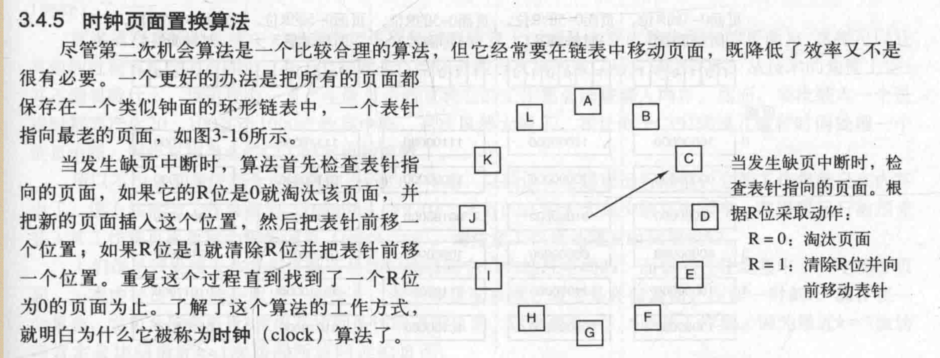 3.4.5 时钟页面置换算法
尽管第二次机会算法是一个比较合理的算法，但它经常要在链表中移动页面，既降低了效率又不是
很有必要。一个更好的办法是把所有的页面都
保存在一个类似钟面的环形链表中，一个表针
指向最老的页面，如图3-16所示。
当发生缺页中断时，算法首先检查表针指
向的页面，如果它的R位是0就淘汰该页面，并
把新的页面插入这个位置，然后把表针前移一
个位置；如果R位是1就清除R位并把表针前移
一个位置，重复这个过程直到找到了一个R位
为0的页面为止。了解了这个算法的工作方式，
就明白为什么它被称为时钟（clock）算法了。
A
B
C
D
E
F
G
H
I
J
K
L
当发生缺页中断时，检
查表针指向的页面。根
据R位采取动作：
R = 0：淘汰页面
R = 1：清除R位并向
前移动表针